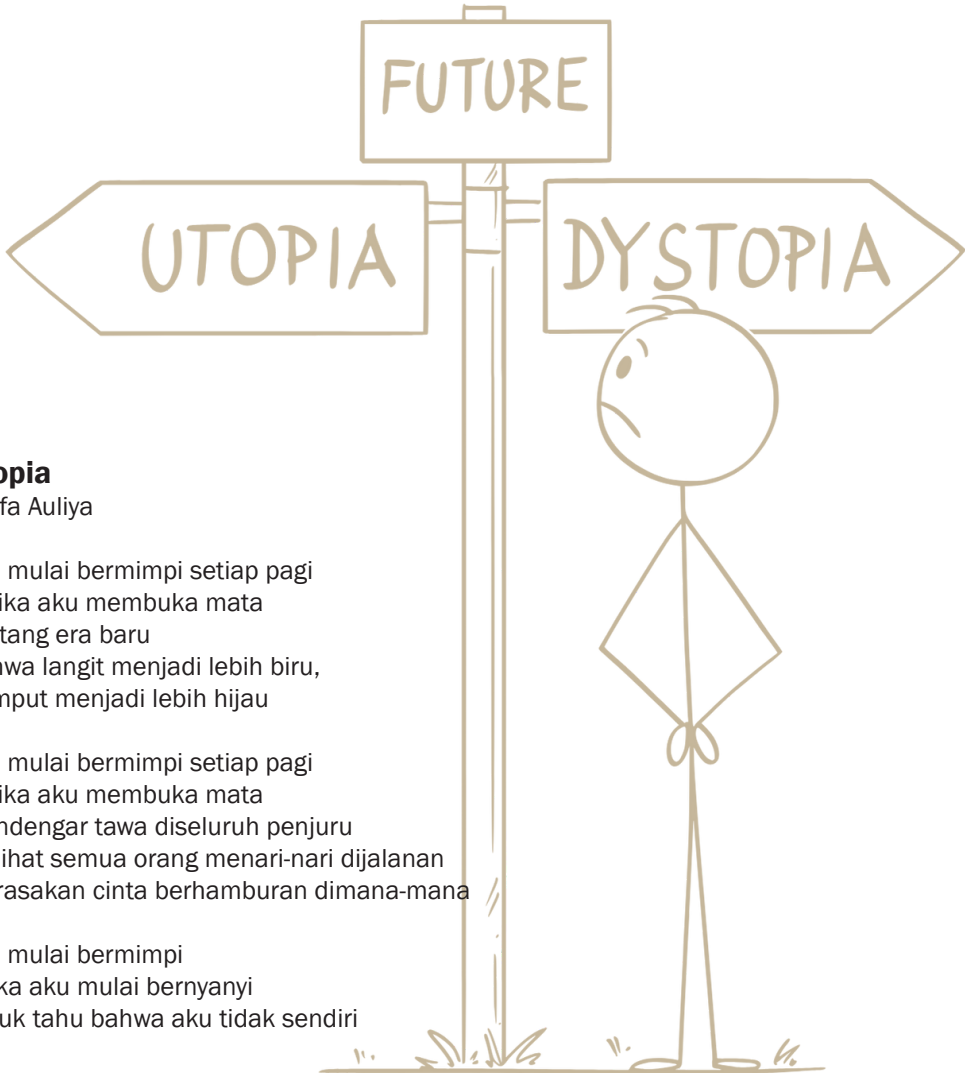 FUTURE
UTOPIA
DYSTOPIA
opia
fa Auliya
mulai bermimpi setiap pagi
ika aku membuka mata
tang era baru
wa langit menjadi lebih biru,
mput menjadi lebih hijau
mulai bermimpi setiap pagi
ika aku membuka mata
ndengar tawa diseluruh penjuru
lihat semua orang menari-nari dijalanan
rasakan cinta berhamburan dimana-mana
mulai bermimpi
ka aku mulai bernyanyi
uk tahu bahwa aku tidak sendiri